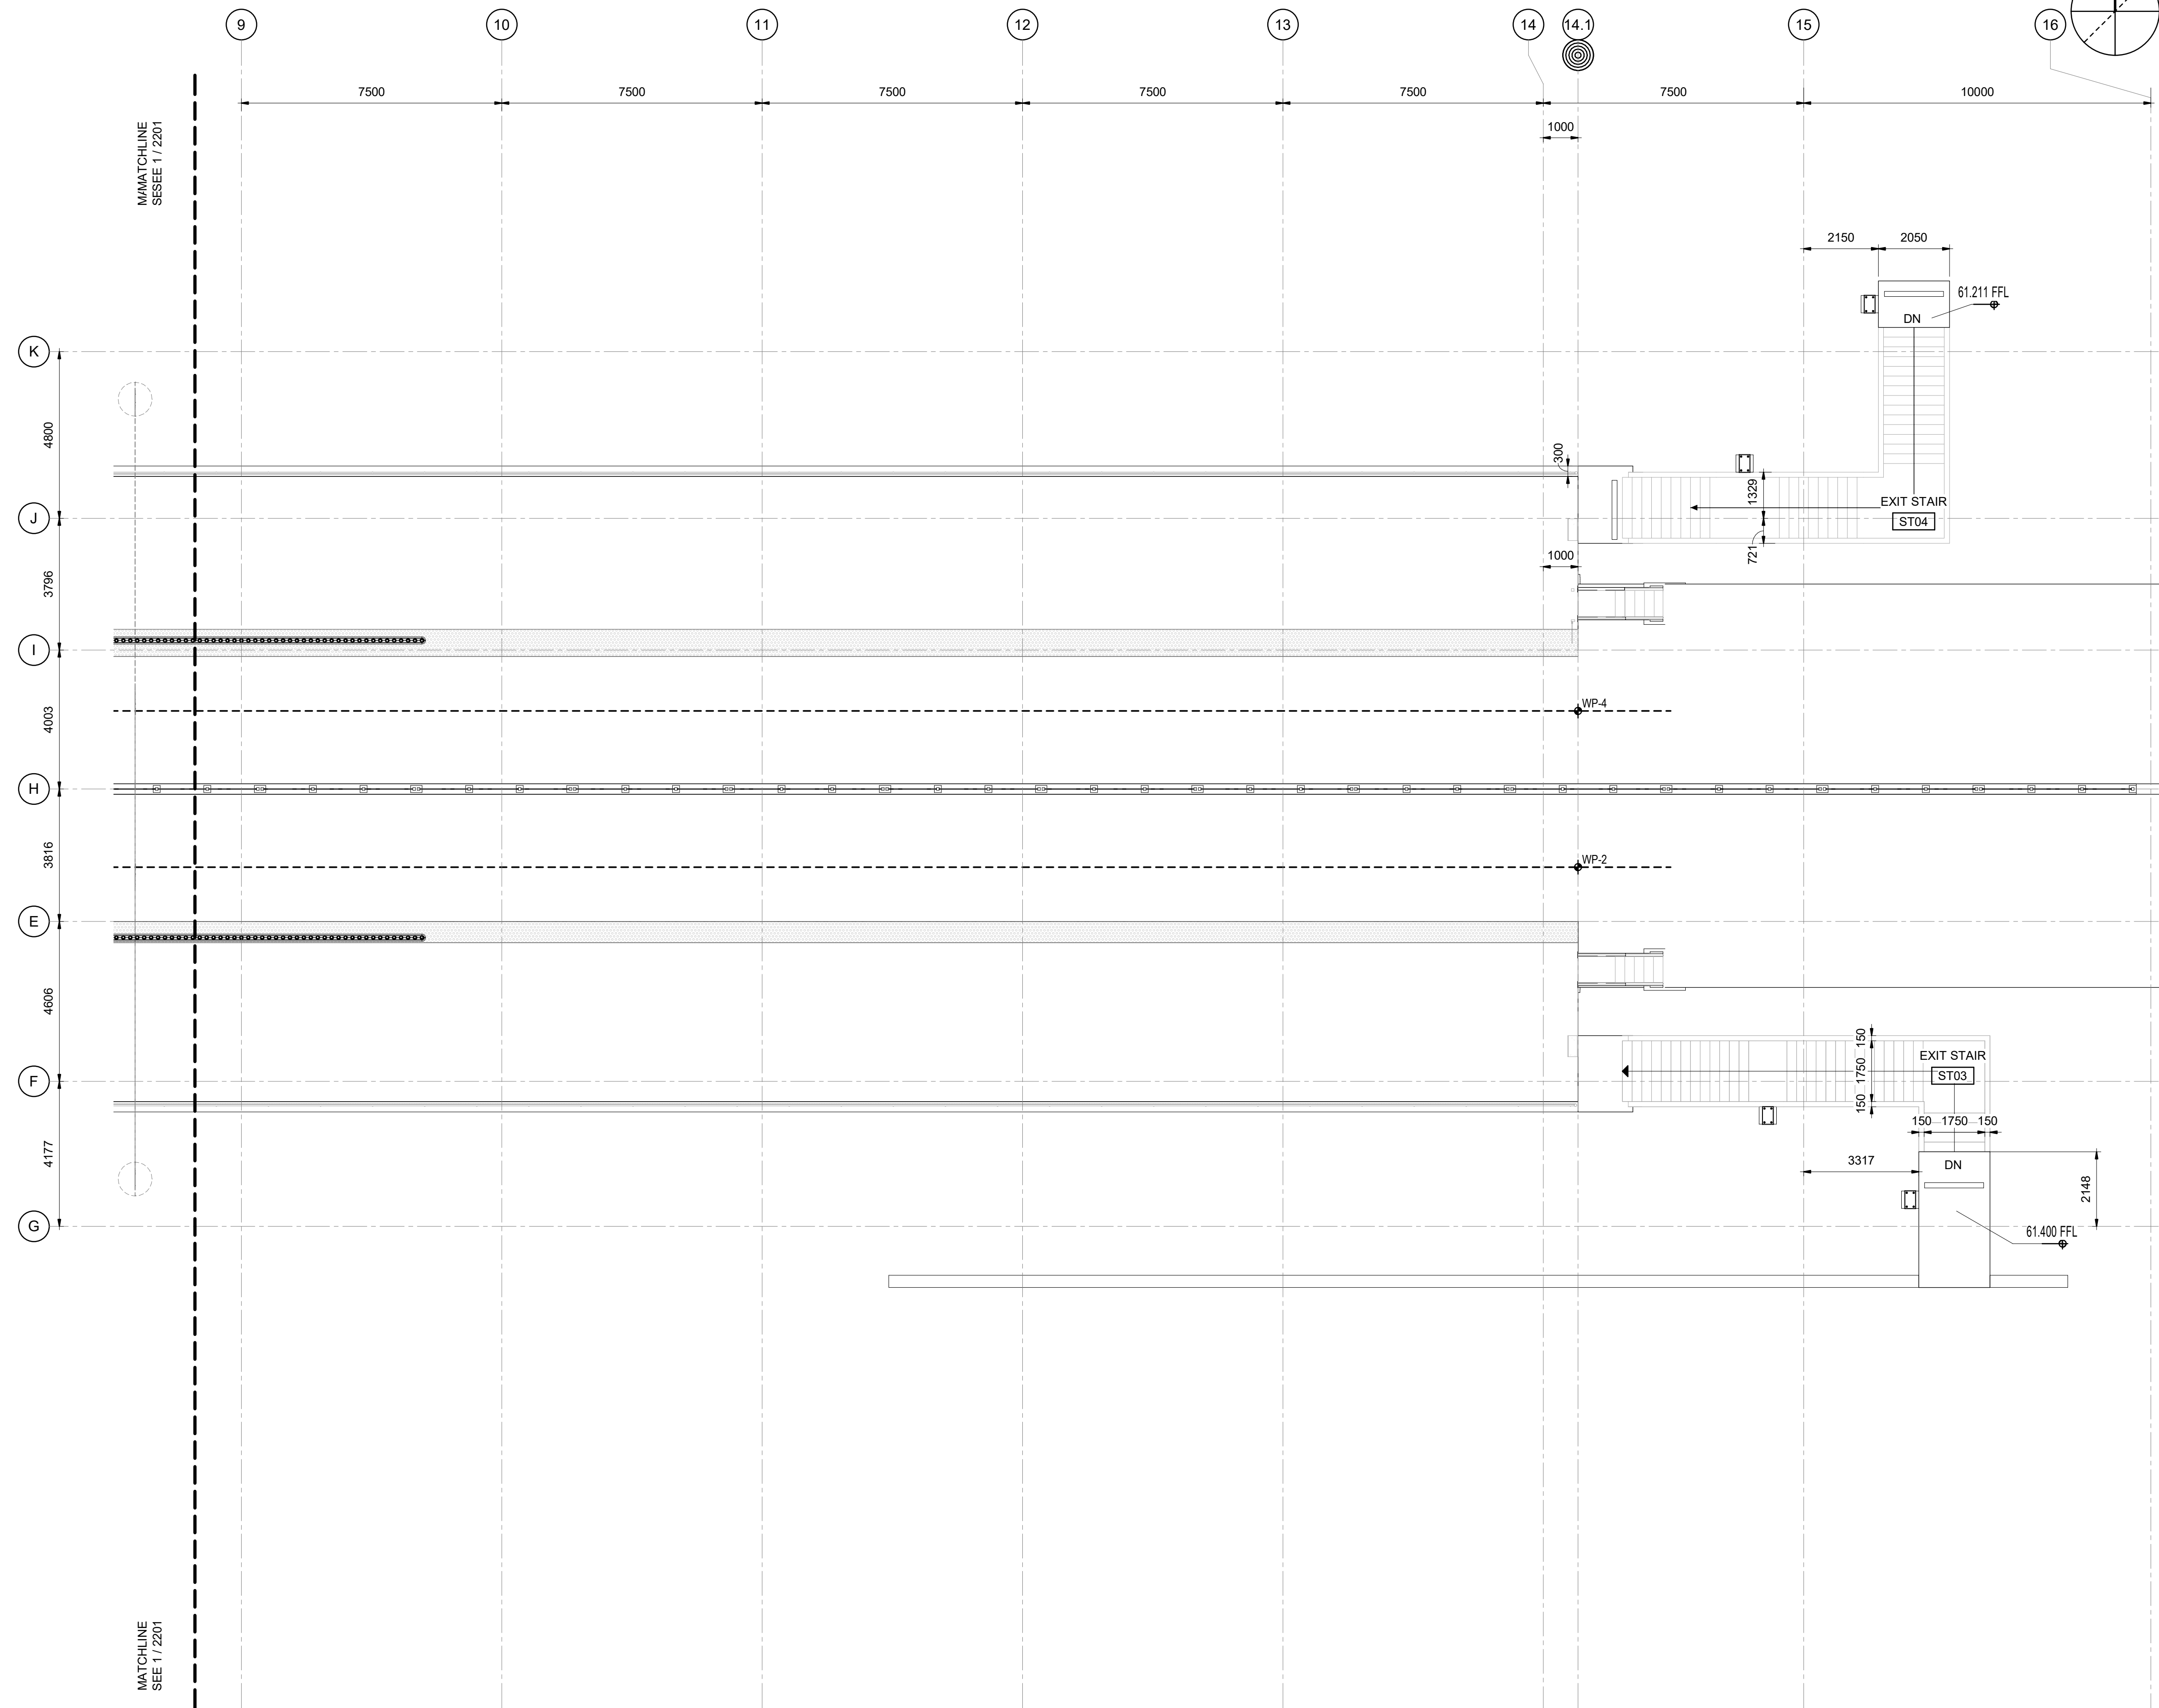 9 10 11 12 13 14 14.1 15 16
7500 7500 7500 7500 7500 7500 10000
1000
M/MATCHLINE
SESEE 1 / 2201
2150 2050
61.211 FFL
DN
K
4800
300
1329
EXIT STAIR
ST04
J
721
1000
3796
I
4003
WP-4
H
3816
WP-2
E
4606
150
EXIT STAIR
ST03
1750
F
150
150 1750 150
4177
3317
DN
2148
G
61.400 FFL
MATCHLINE
SEE 1 / 2201